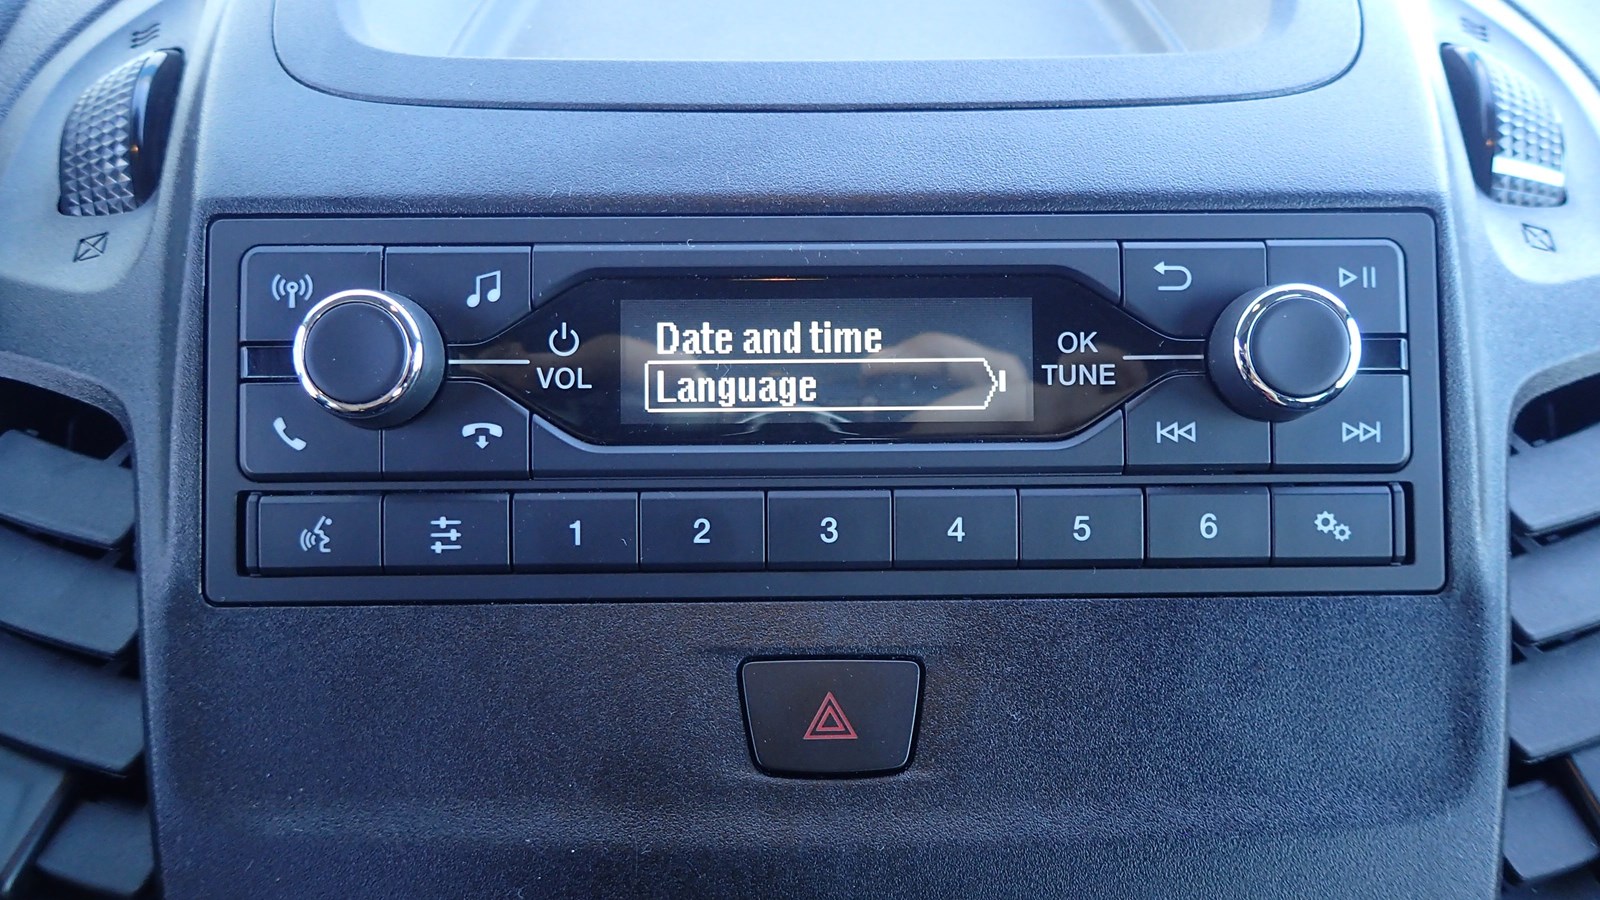 Date and time
Language
VOL
OK
TUNE
1
2
3
4
5
6